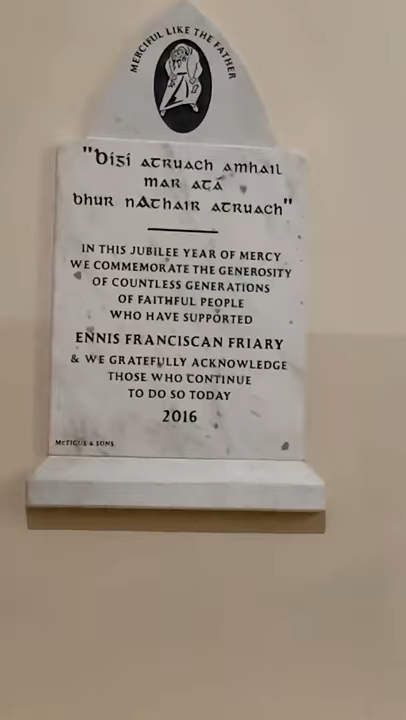 MERCIFUL LIKE THE FATHER
"bígí atruach amhail
mar atá
bhur nAthair atruach"
IN THIS JUBILEE YEAR OF MERCY
WE COMMEMORATE THE GENEROSITY
OF COUNTLESS GENERATIONS
OF FAITHFUL PEOPLE
WHO HAVE SUPPORTED
ENNIS FRANCISCAN FRIARY
& WE GRATEFULLY ACKNOWLEDGE
THOSE WHO CONTINUE
TO DO SO TODAY
2016
McTIGUE & SONS